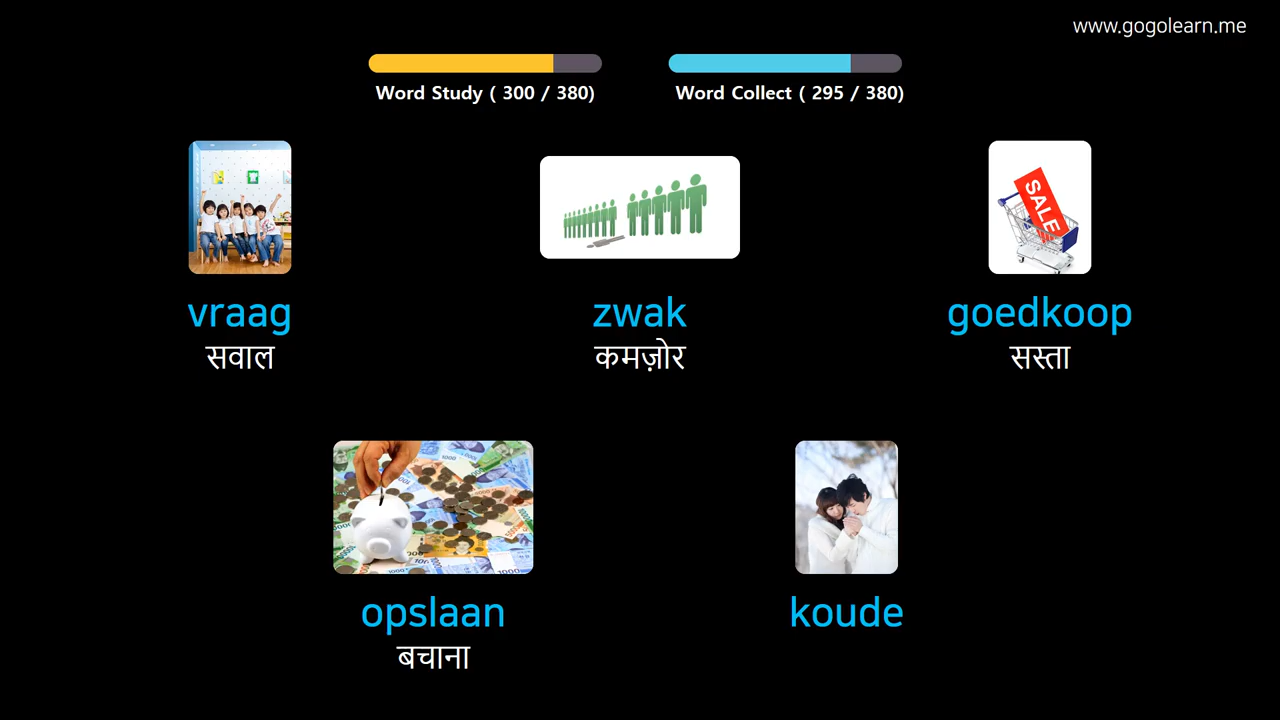 www.gogolearn.me
Word Study ( 300 / 380)
Word Collect ( 295 / 380)
SALE
vraag
सवाल
zwak
कमज़ोर
goedkoop
सस्ता
opslaan
बचाना
koude